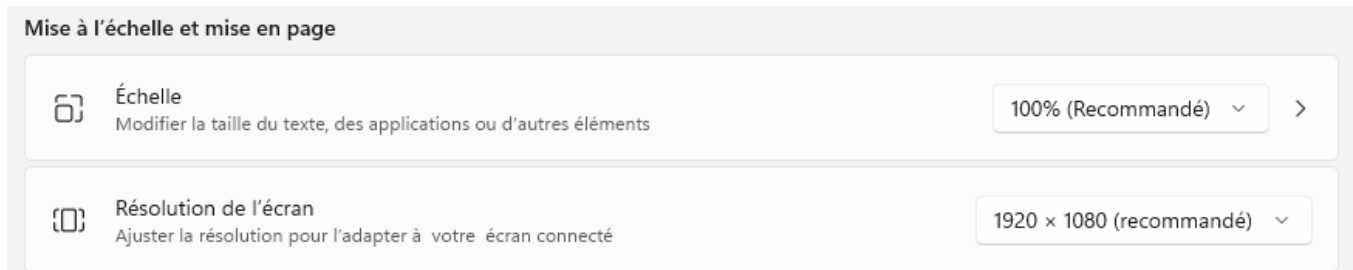 Mise à l’échelle et mise en page
Échelle
Modifier la taille du texte, des applications ou d'autres éléments
100% (Recommandé)
Résolution de l’écran
Ajuster la résolution pour l’adapter à votre écran connecté
1920 × 1080 (recommandé)